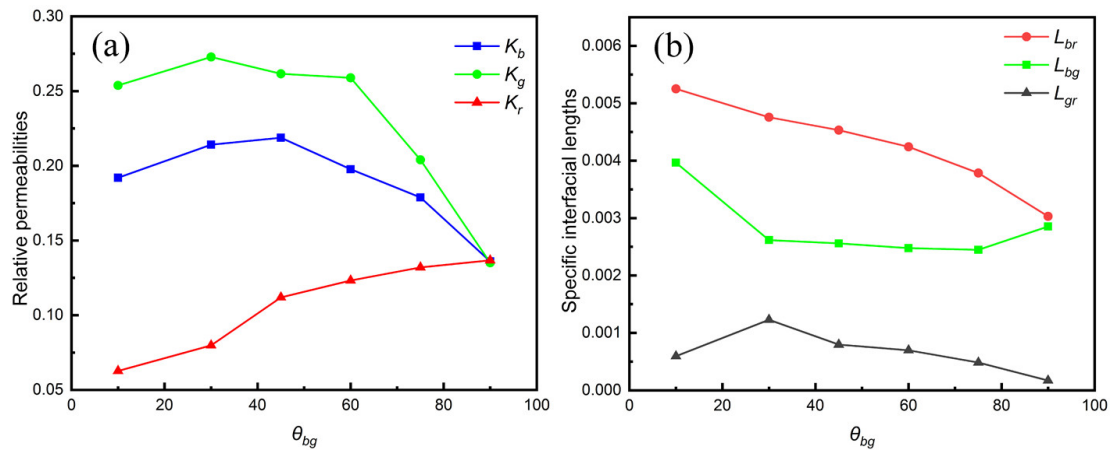 (a)
K_b
K_g
K_r
Relative permeabilities
0.30
0.25
0.20
0.15
0.10
0.05
0 20 40 60 80 100
θ_bg
(b)
L_br
L_bg
L_gr
Specific interfacial lengths
0.006
0.005
0.004
0.003
0.002
0.001
0.000
0 20 40 60 80 100
θ_bg